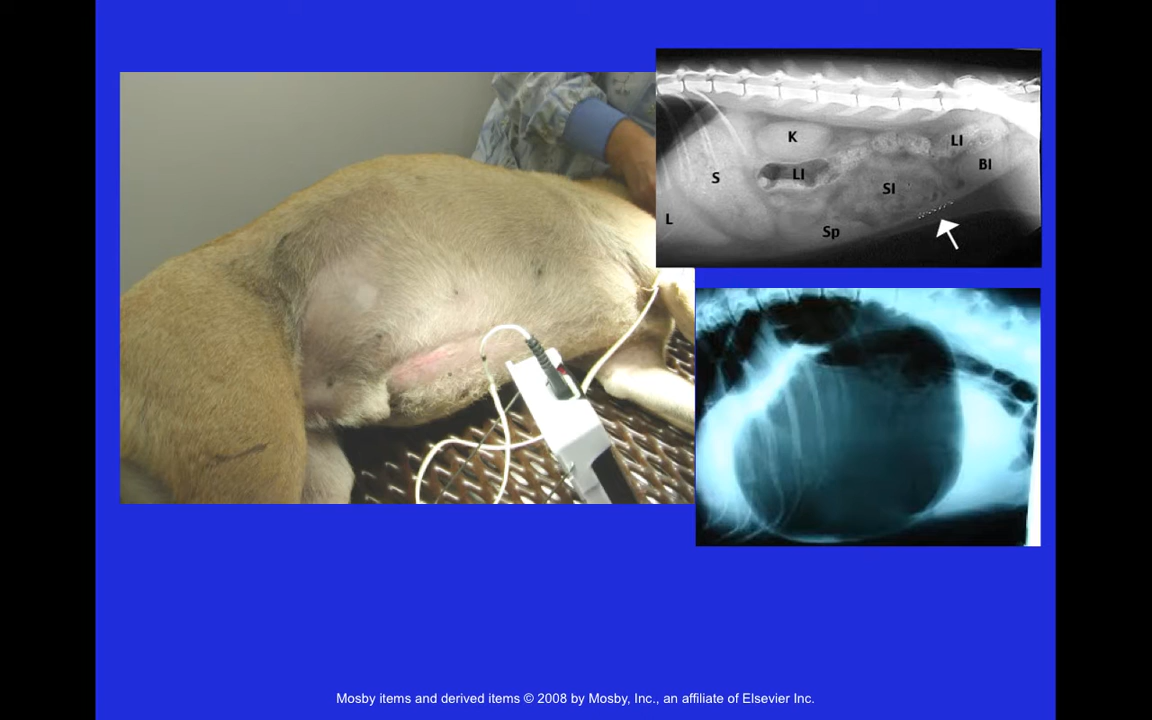 K
LI
BI
LI
S
SI
L
Sp
Mosby items and derived items © 2008 by Mosby, Inc., an affiliate of Elsevier Inc.